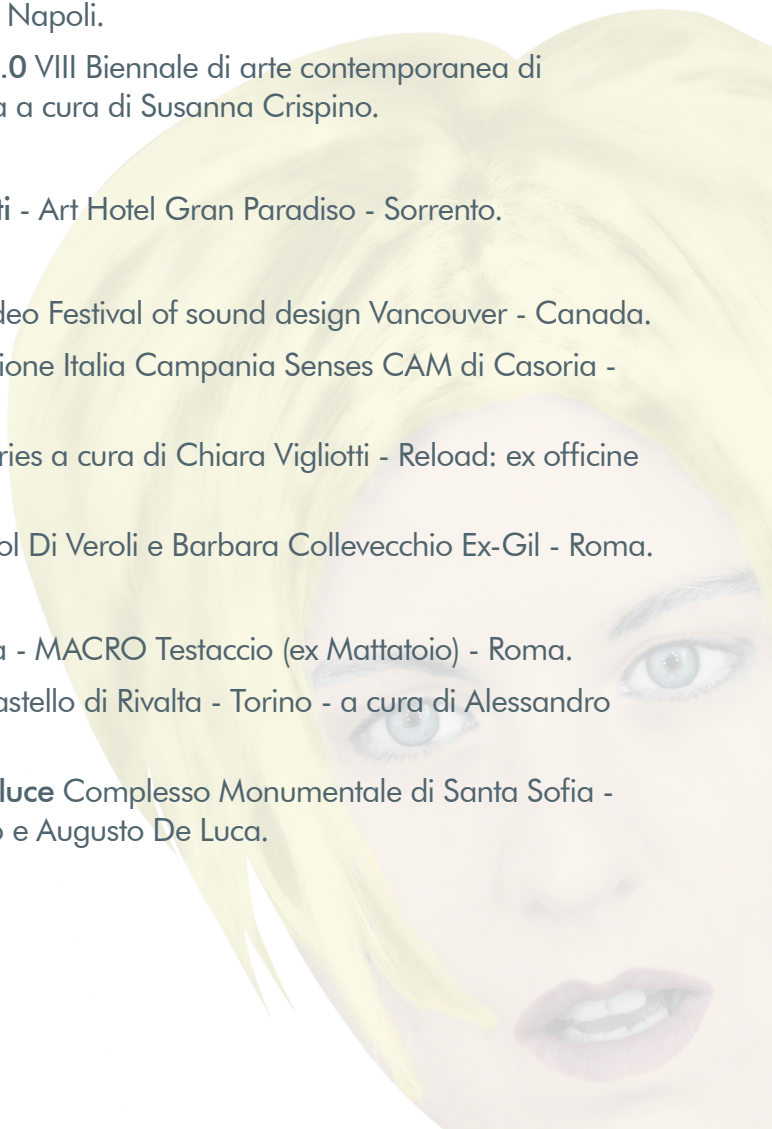 Napoli.
.0 VIII Biennale di arte contemporanea di
a a cura di Susanna Crispino.
ti - Art Hotel Gran Paradiso - Sorrento.
deo Festival of sound design Vancouver - Canada.
ione Italia Campania Senses CAM di Casoria -
ries a cura di Chiara Vigliotti - Reload: ex officine
ol Di Veroli e Barbara Collevecchio Ex-Gil - Roma.
a - MACRO Testaccio (ex Mattatoio) - Roma.
astello di Rivalta - Torino - a cura di Alessandro
luce Complesso Monumentale di Santa Sofia -
o e Augusto De Luca.